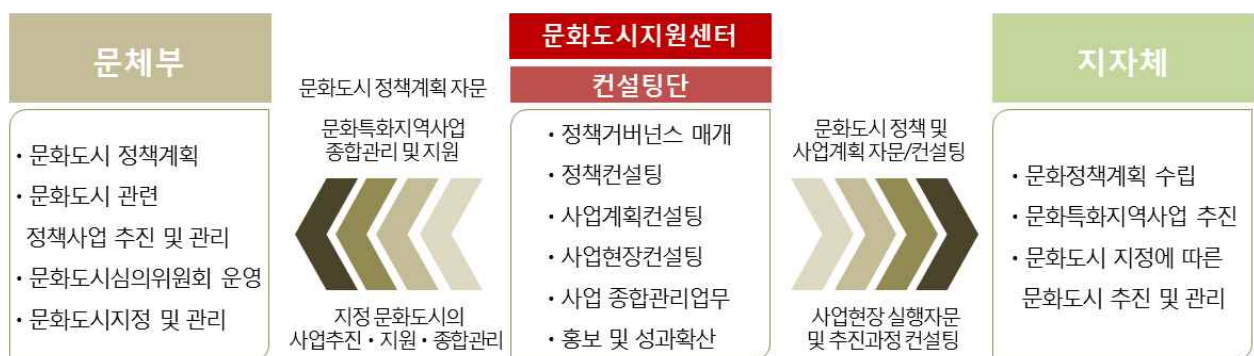 문체부
· 문화도시 정책계획
· 문화도시 관련
정책사업 추진 및 관리
· 문화도시심의위원회 운영
· 문화도시지정 및 관리
문화도시 정책계획 자문
문화특화지역사업
종합관리 및 지원
지정 문화도시의
사업추진・지원・종합관리
문화도시지원센터
컨설팅단
· 정책거버넌스 매개
· 정책컨설팅
· 사업계획컨설팅
· 사업현장컨설팅
· 사업 종합관리업무
· 홍보 및 성과확산
문화도시 정책 및
사업계획 자문/컨설팅
사업현장 실행자문
및 추진과정 컨설팅
지자체
· 문화정책계획 수립
· 문화특화지역사업 추진
· 문화도시 지정에 따른
문화도시 추진 및 관리